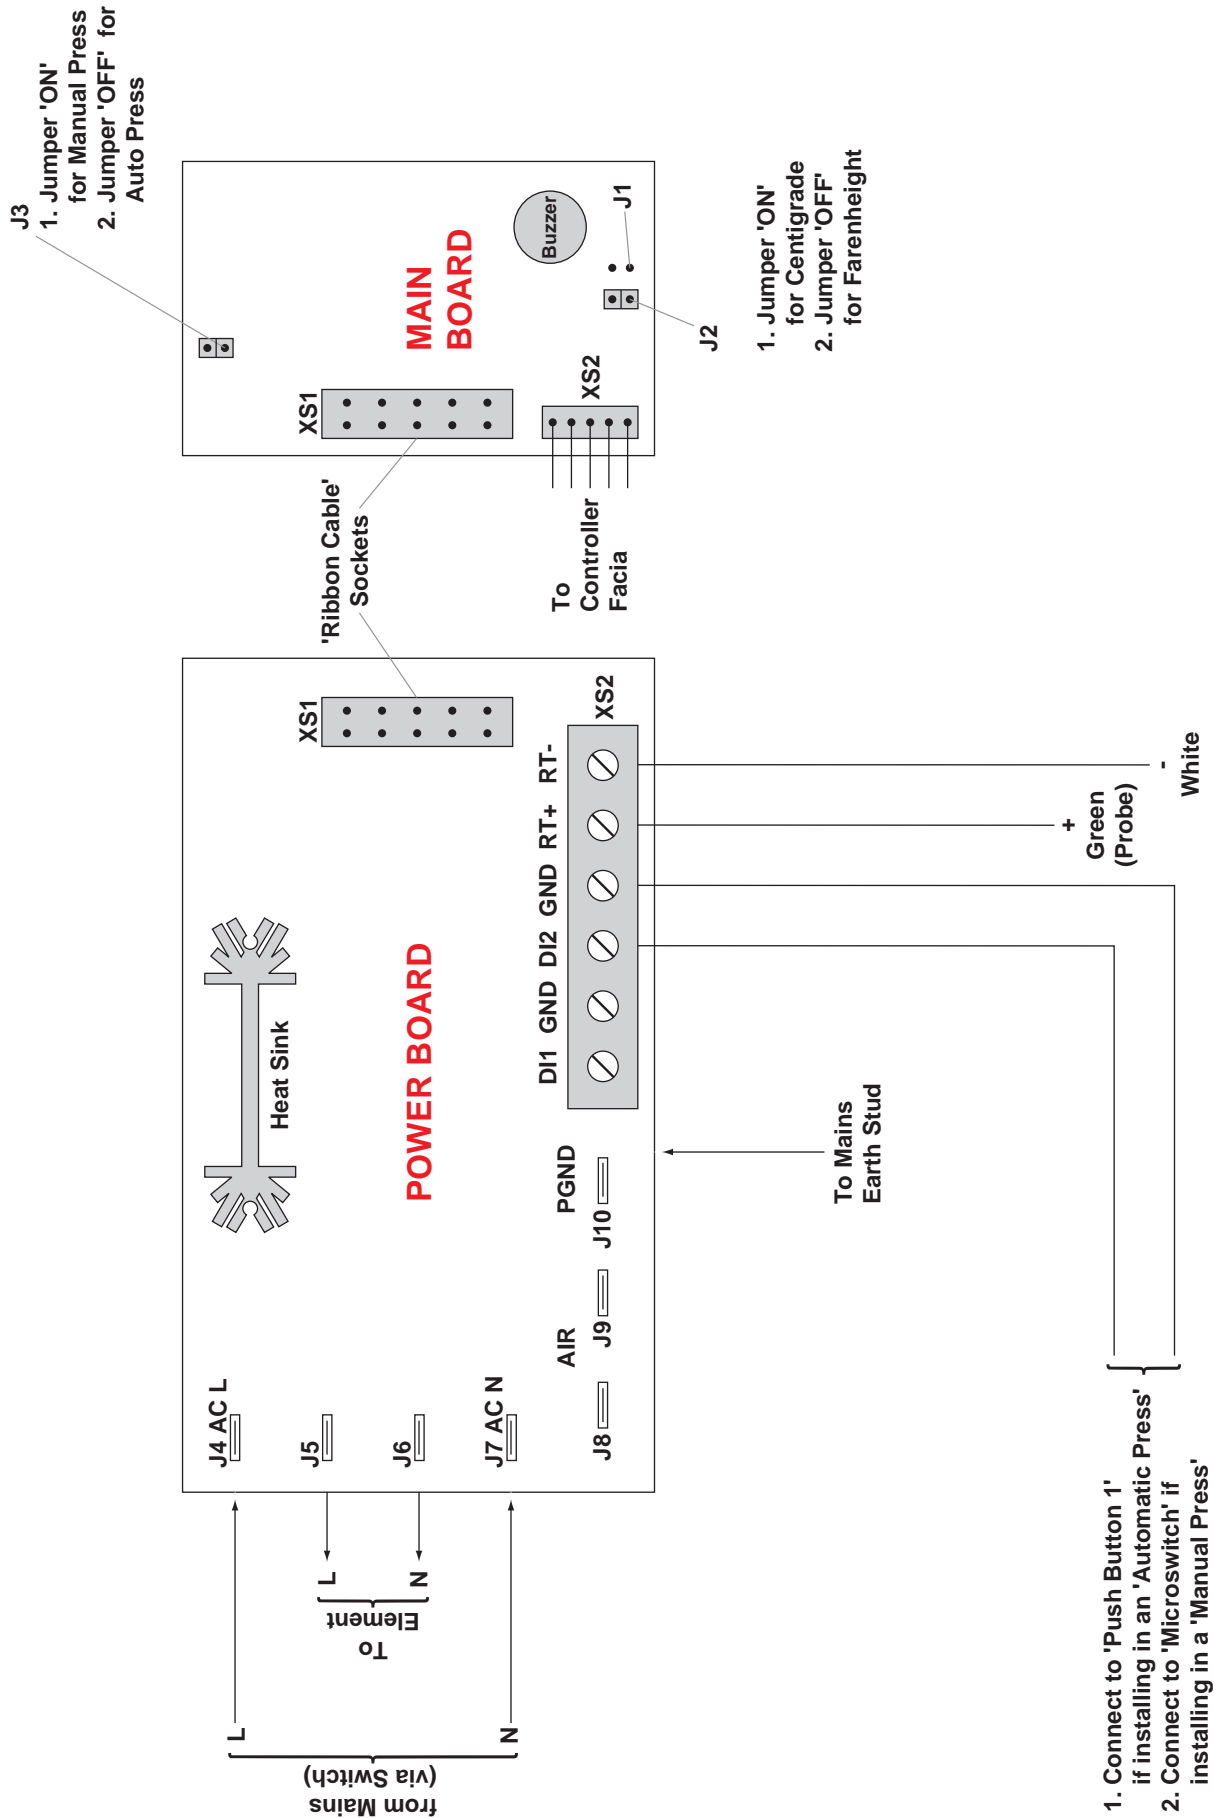 from Mains
(via Switch)
L
N
To
Element
L
N
J4 AC L
J5
J6
J7 AC N
J8
AIR
J9
J10
PGND
Heat Sink
POWER BOARD
DI1
GND
DI2
GND
RT+
RT-
XS2
XS1
To Mains
Earth Stud
+
Green
(Probe)
-
White
1. Connect to 'Push Button 1'
if installing in an 'Automatic Press'
2. Connect to 'Microswitch' if
installing in a 'Manual Press'
'Ribbon Cable'
Sockets
To
Controller
Facia
XS1
XS2
MAIN
BOARD
Buzzer
J3
1. Jumper 'ON'
for Manual Press
2. Jumper 'OFF' for
Auto Press
J1
J2
1. Jumper 'ON'
for Centigrade
2. Jumper 'OFF'
for Farenheight